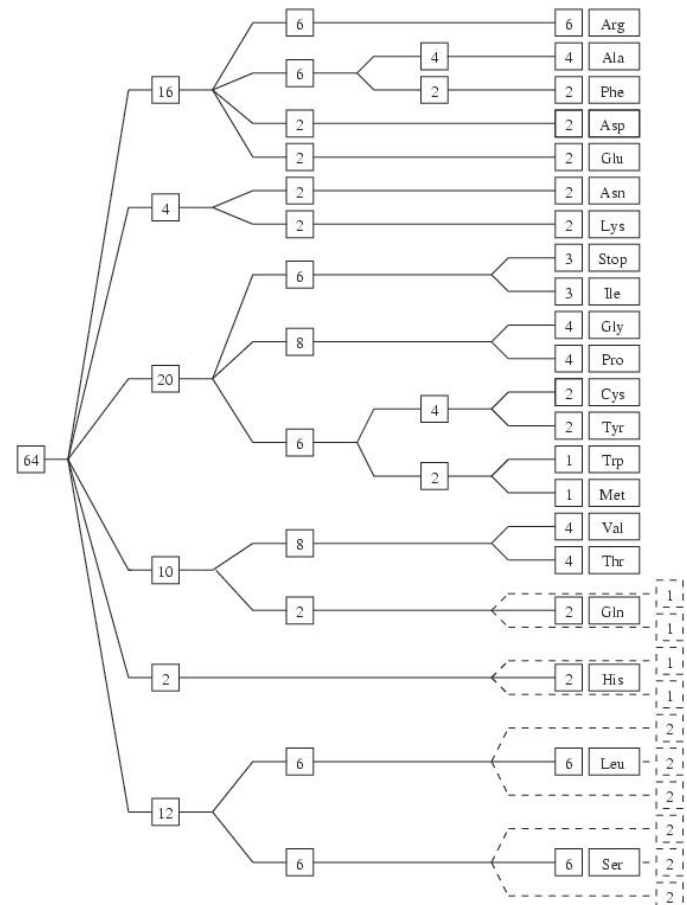 6 6 Arg
4 4 Ala
6
16 2 2 Phe
2 2 Asp
2 2 Glu
2 2 Asn
4
2 2 Lys
3 Stop
6
3 Ile
4 Gly
8
4 Pro
20
2 Cys
4
2 Tyr
6
64
1 Trp
2
1 Met
4 Val
8
10
4 Thr
1
2 2 Gln
1
1
2 2 His
1
2
6 6 Leu 2
2
12
2
6 6 Ser 2
2